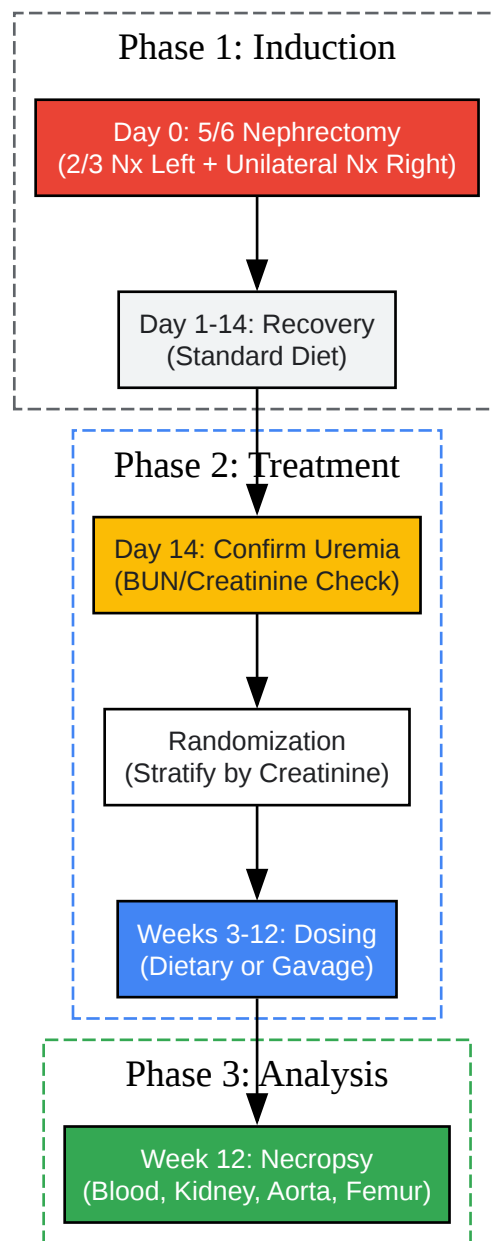 Phase 1: Induction
Day 0: 5/6 Nephrectomy
(2/3 Nx Left + Unilateral Nx Right)
Day 1-14: Recovery
(Standard Diet)
Phase 2: Treatment
Day 14: Confirm Uremia
(BUN/Creatinine Check)
Randomization
(Stratify by Creatinine)
Weeks 3-12: Dosing
(Dietary or Gavage)
Phase 3: Analysis
Week 12: Necropsy
(Blood, Kidney, Aorta, Femur)